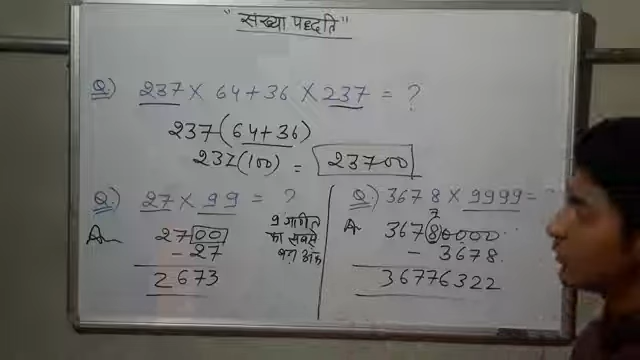 "संख्या पद्धति"
Q.) 237 × 64 + 36 × 237 = ?
237 (64+36)
237 (100) = 23700
Q.) 27 × 99 = ?
An 2700
- 27
2673
9 गणित
का सबसे
बड़ा अंक
Q) 3678 × 9999 =
A 36780000
7
- 3678
36776322